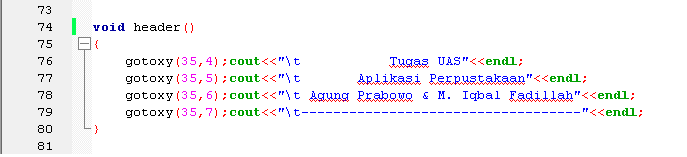 73
74 void header()
75 {
76 gotoxy(35,4);cout<<"\t Tugas UAS"<<endl;
77 gotoxy(35,5);cout<<"\t Aplikasi Perpustakaan"<<endl;
78 gotoxy(35,6);cout<<"\t Agung Prabowo & M. Iqbal Fadillah"<<endl;
79 gotoxy(35,7);cout<<"\t-----------------------------------"<<endl;
80 }
81